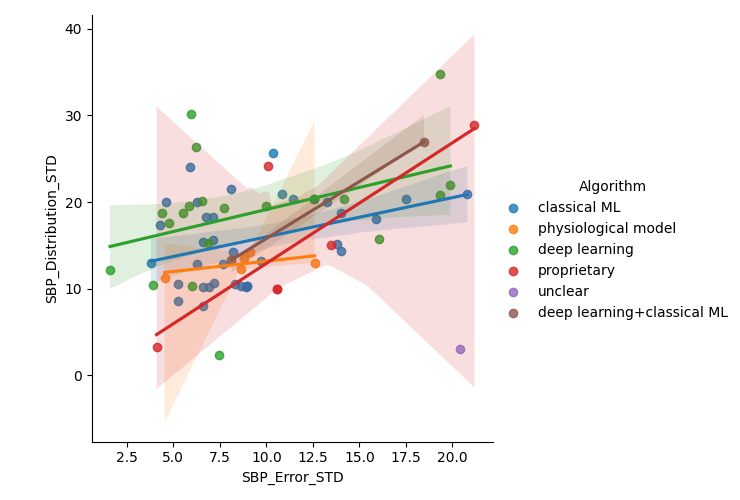 40
30
20
10
0
SBP_Distribution_STD
2.5 5.0 7.5 10.0 12.5 15.0 17.5 20.0
SBP_Error_STD
Algorithm
classical ML
physiological model
deep learning
proprietary
unclear
deep learning+classical ML